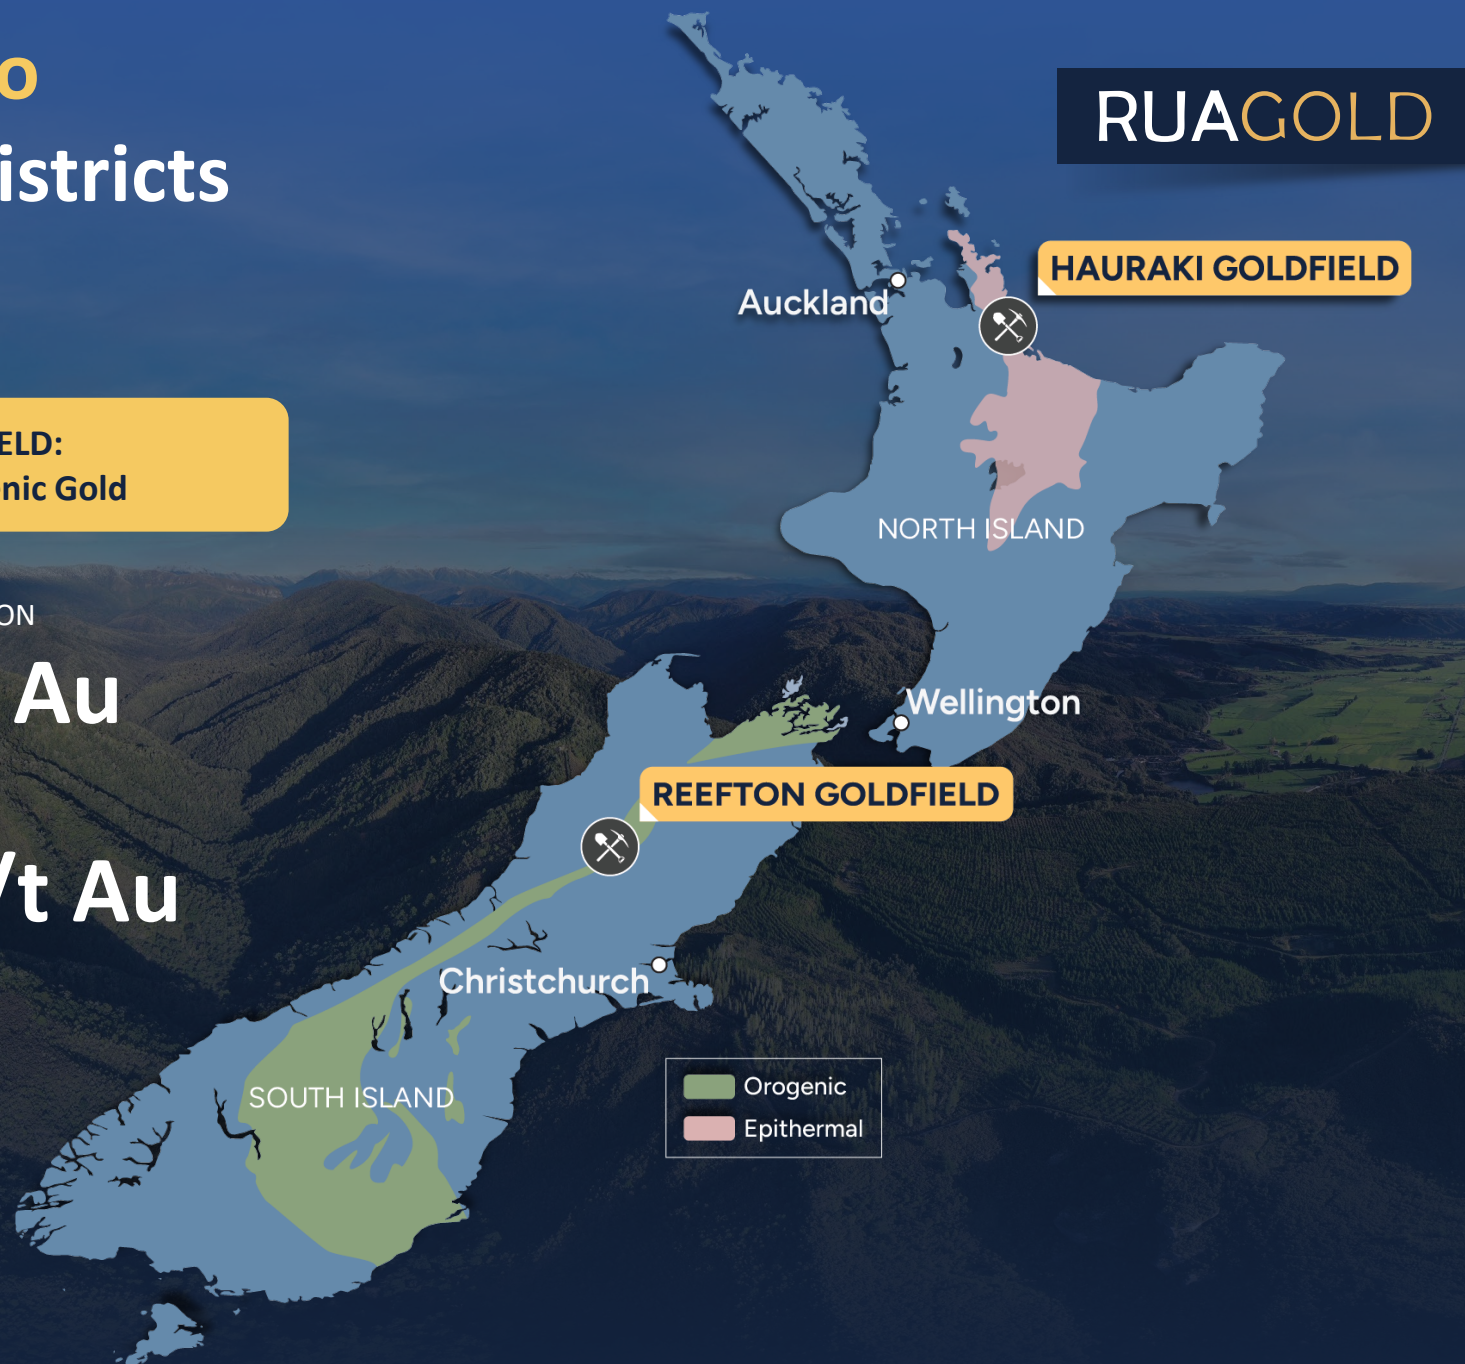 o
istricts
RUAGOLD
HAURAKI GOLDFIELD
Auckland
ELD:
nic Gold
NORTH ISLAND
ON
Au
Wellington
REEFTON GOLDFIELD
/t Au
Christchurch
Orogenic
SOUTH ISLAND
Epithermal